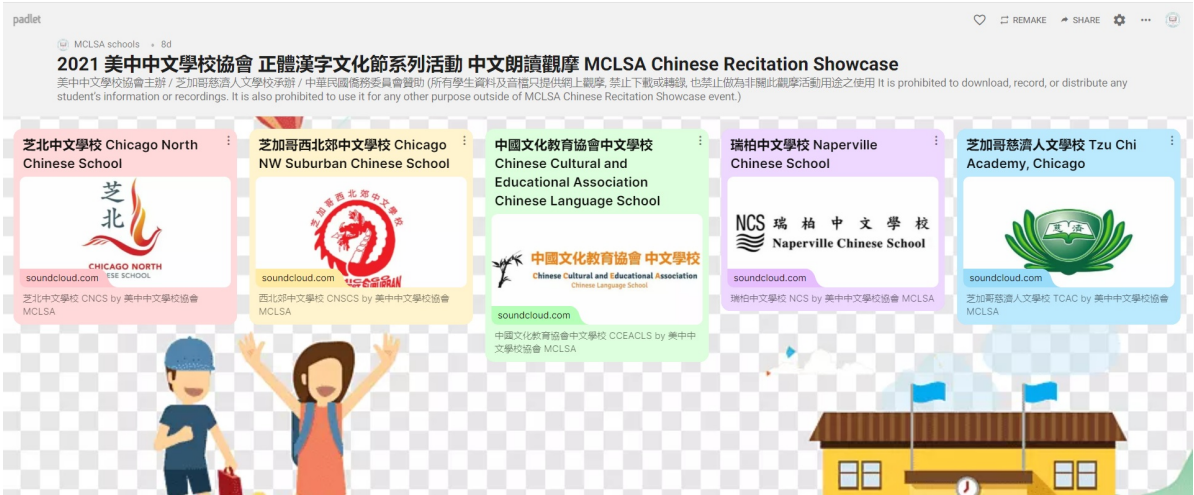 padlet
REMAKE
SHARE
MCLSA schools • 8d
2021 美中中文學校協會 正體漢字文化節系列活動 中文朗讀觀摩 MCLSA Chinese Recitation Showcase
美中中文學校協會主辦 / 芝加哥慈濟人文學校承辦 / 中華民國僑務委員會贊助 (所有學生資料及音檔只提供網上觀摩, 禁止下載或轉錄, 也禁止做為非關此觀摩活動用途之使用 It is prohibited to download, record, or distribute any
student's information or recordings. It is also prohibited to use it for any other purpose outside of MCLSA Chinese Recitation Showcase event.)
芝北中文學校 Chicago North
Chinese School
芝北
CHICAGO NORTH
ESE SCHOOL
soundcloud.com
芝北中文學校 CNCS by 美中中文學校協會
MCLSA
芝加哥西北郊中文學校 Chicago
NW Suburban Chinese School
芝加哥西北郊中文學校
soundcloud.com
西北郊中文學校 CNSCS by 美中中文學校協會
MCLSA
中國文化教育協會中文學校
Chinese Cultural and
Educational Association
Chinese Language School
中國文化教育協會 中文學校
Chinese Cultural and Educational Association
Chinese Language School
soundcloud.com
中國文化教育協會中文學校 CCEACLS by 美中中
文學校協會 MCLSA
瑞柏中文學校 Naperville
Chinese School
NCS 瑞柏中文學校
Naperville Chinese School
soundcloud.com
瑞柏中文學校 NCS by 美中中文學校協會 MCLSA
芝加哥慈濟人文學校 Tzu Chi
Academy, Chicago
慈濟
soundcloud.com
芝加哥慈濟人文學校 TCAC by 美中中文學校協會
MCLSA